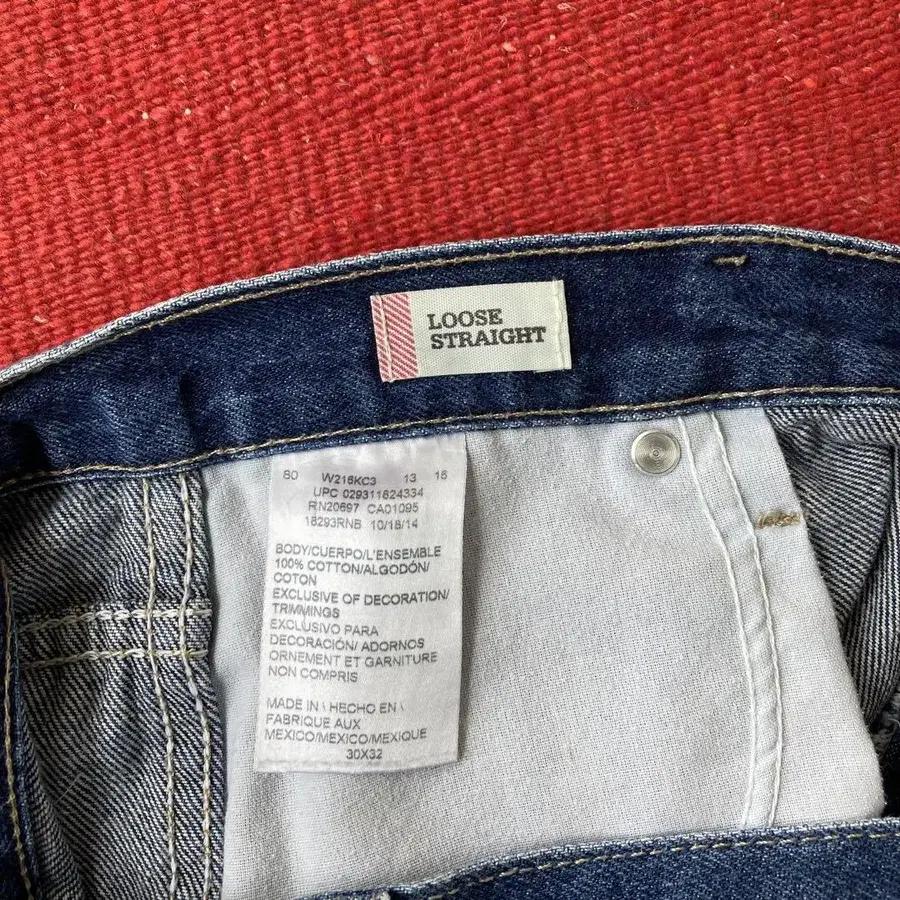 LOOSE
STRAIGHT
80 W216KC3 13 16
UPC 029311824334
RN20697 CA01095
18293RNB 10/18/14
BODY/CUERPO/L'ENSEMBLE
100% COTTON/ALGODÓN/
COTON
EXCLUSIVE OF DECORATION/
TRIMMINGS
EXCLUSIVO PARA
DECORACIÓN/ ADORNOS
ORNEMENT ET GARNITURE
NON COMPRIS
MADE IN \ HECHO EN \
FABRIQUE AUX
MEXICO/MEXICO/MEXIQUE
30X32